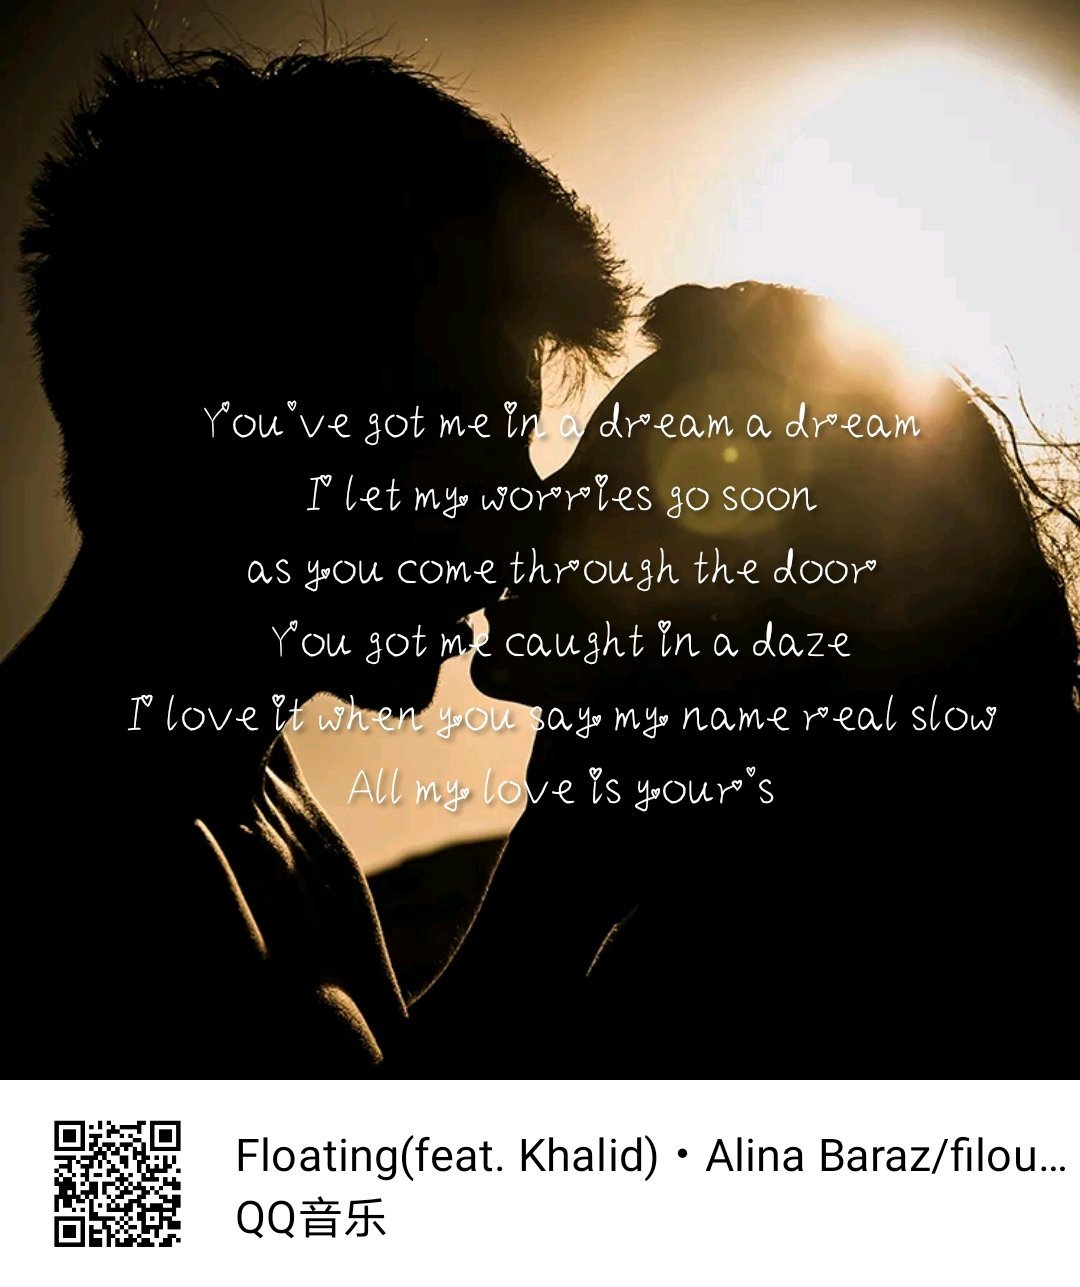 You've got me in a dream a dream
I let my worries go soon
as you come through the door
You got me caught in a daze
I love it when you say my name real slow
All my love is your's
Floating(feat. Khalid)・Alina Baraz/filou...
QQ音乐